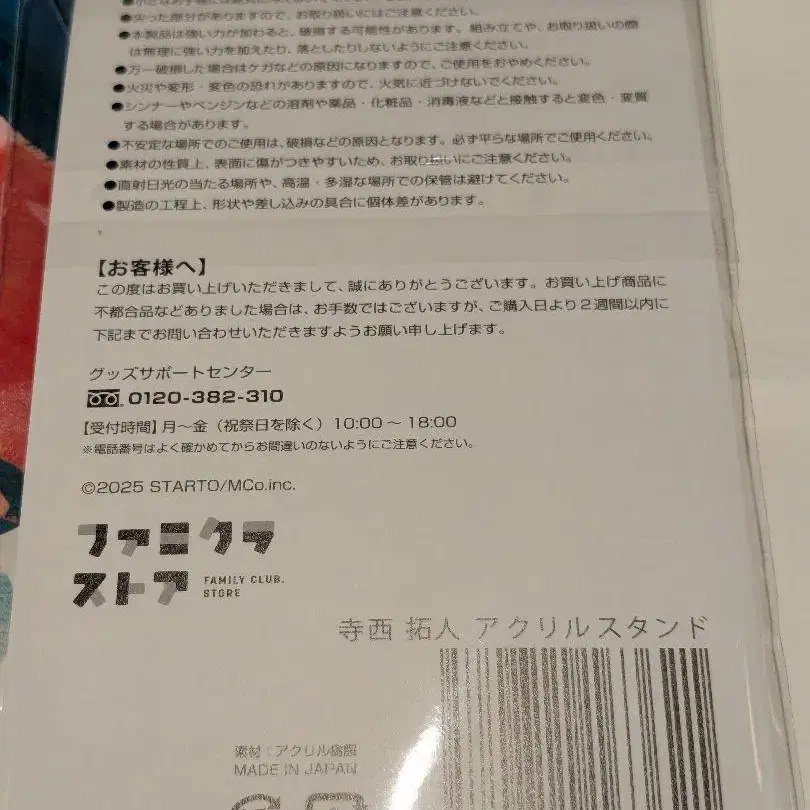 ●尖った部分がありますので、お取り扱いにはご注意ください。
●本製品は強い力が加わると、破損する可能性があります。組み立てや、お取り扱いの際
は無理に強い力を加えたり、落としたりしないようにご注意ください。
●万一破損した場合はケガなどの原因になりますので、ご使用をおやめください。
●火災や変形・変色の恐れがありますので、火気に近づけないでください。
●シンナーやベンジンなどの溶剤や薬品・化粧品・消毒液などと接触すると変色・変質
する場合があります。
●不安定な場所でのご使用は、破損などの原因となります。必ず平らな場所でご使用ください。
●素材の性質上、表面に傷がつきやすいため、お取り扱いにご注意ください。
●直射日光の当たる場所や、高温・多湿な場所での保管は避けてください。
●製造の工程上、形状や差し込みの具合に個体差があります。
【お客様へ】
この度はお買い上げいただきまして、誠にありがとうございます。お買い上げ商品に
不都合品などありました場合は、お手数ではございますが、ご購入日より2週間以内に
下記までお問い合わせいただきますようお願い申し上げます。
グッズサポートセンター
0120-382-310
【受付時間】月〜金（祝祭日を除く）10:00 〜 18:00
※電話番号はよく確かめてからお間違いのないようにご注意ください。
©2025 STARTO/MCo.inc.
ファミクラ
ストア
FAMILY CLUB.
STORE
寺西 拓人 アクリルスタンド
素材：アクリル樹脂
MADE IN JAPAN